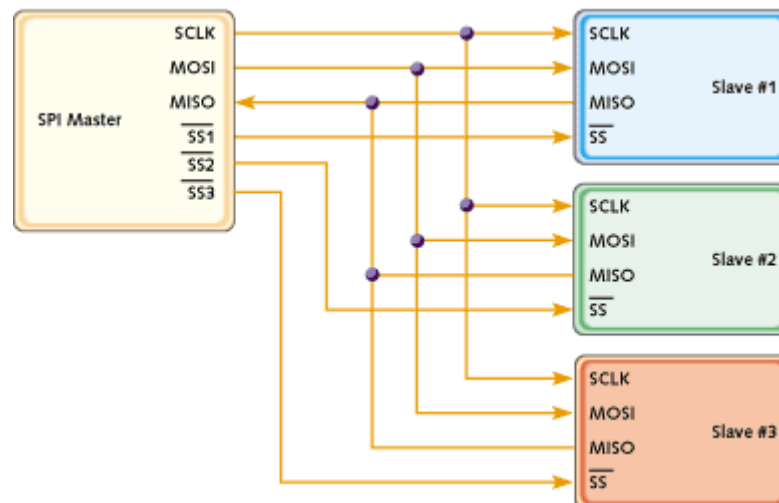 SPI Master
SCLK
MOSI
MISO
SS1
SS2
SS3
SCLK
MOSI
MISO
SS
Slave #1
SCLK
MOSI
MISO
SS
Slave #2
SCLK
MOSI
MISO
SS
Slave #3